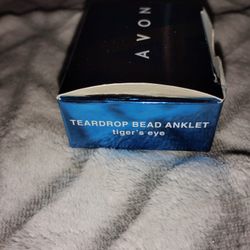 AVON
TEARDROP BEAD ANKLET
tiger's eye